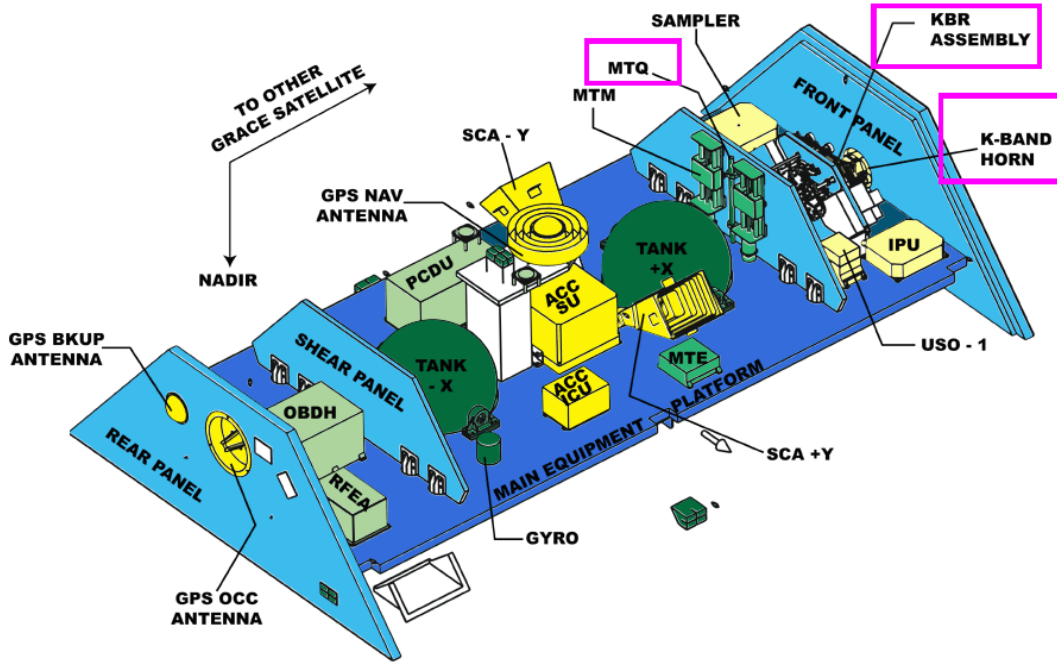 SAMPLER
KBR
ASSEMBLY
MTQ
MTM
TO OTHER
GRACE SATELLITE
FRONT PANEL
K-BAND
HORN
SCA - Y
GPS NAV
ANTENNA
NADIR
PCDU
TANK
+X
IPU
ACC
SU
GPS BKUP
ANTENNA
SHEAR PANEL
TANK
- X
MTE
USO - 1
ACC
ICU
OBDH
MAIN EQUIPMENT PLATFORM
SCA +Y
REAR PANEL
RFEA
GYRO
GPS OCC
ANTENNA